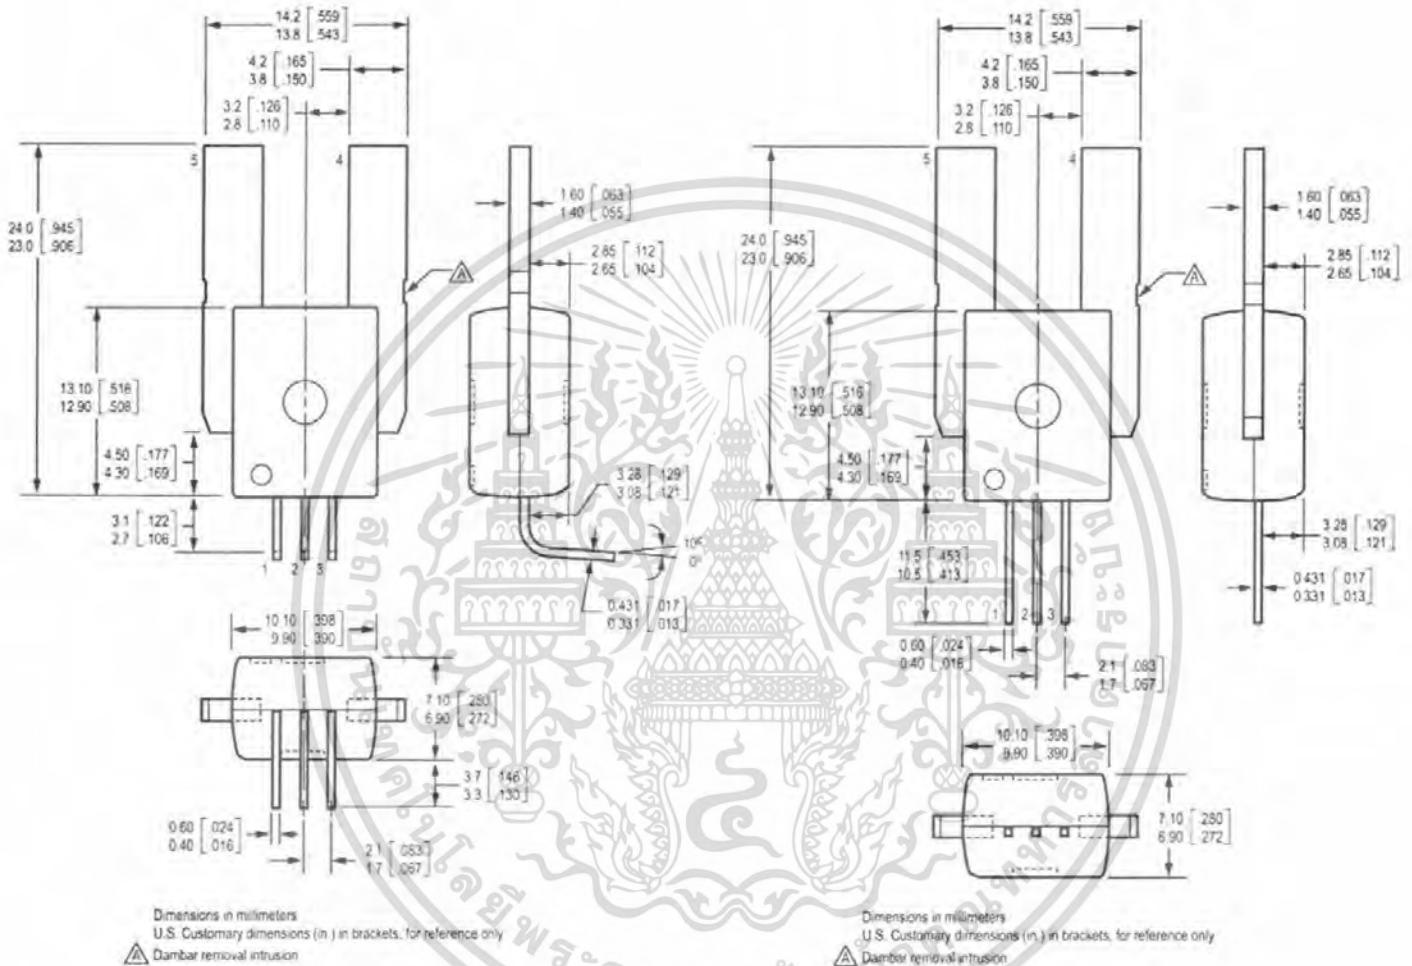 14.2 [ .559
13.8 [ .543 ]
4.2 [ .165
3.8 [ .150 ]
3.2 [ .126
2.8 [ .110 ]
5
4
24.0 [ .945
23.0 [ .906 ]
1.60 [ .063
1.40 [ .055 ]
2.85 [ .112
2.65 [ .104 ]
A
13.10 [ .516
12.90 [ .508 ]
4.50 [ .177
4.30 [ .169 ]
3.28 [ .129
3.08 [ .121 ]
3.1 [ .122
2.7 [ .106 ]
1 2 3
10°
0°
0.431 [ .017
0.331 [ .013 ]
10.10 [ .398
9.90 [ .390 ]
7.10 [ .280
6.90 [ .272 ]
3.7 [ .146
3.3 [ .130 ]
0.60 [ .024
0.40 [ .016 ]
2.1 [ .083
1.7 [ .067 ]
Dimensions in millimeters
U.S. Customary dimensions (in.) in brackets, for reference only
A Dambar removal intrusion
14.2 [ .559
13.8 [ .543 ]
4.2 [ .165
3.8 [ .150 ]
3.2 [ .126
2.8 [ .110 ]
5
4
24.0 [ .945
23.0 [ .906 ]
1.60 [ .063
1.40 [ .055 ]
2.85 [ .112
2.65 [ .104 ]
A
13.10 [ .516
12.90 [ .508 ]
4.50 [ .177
4.30 [ .169 ]
11.5 [ .453
10.5 [ .413 ]
3.28 [ .129
3.08 [ .121 ]
0.431 [ .017
0.331 [ .013 ]
1 2 3
0.60 [ .024
0.40 [ .016 ]
2.1 [ .083
1.7 [ .067 ]
10.10 [ .398
9.90 [ .390 ]
7.10 [ .280
6.90 [ .272 ]
Dimensions in millimeters
U.S. Customary dimensions (in.) in brackets, for reference only
A Dambar removal intrusion